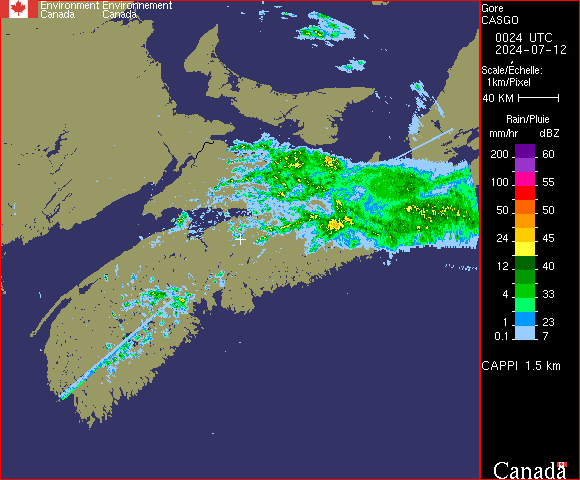 Environment Environnement
Canada Canada
Gore
CASGO
0024 UTC
2024-07-12
Scale/Échelle:
1km/Pixel
40 KM
Rain/Pluie
mm/hr dBZ
200 60
100 55
50 50
24 45
12 40
4 33
1 23
0.1 7
CAPPI 1.5 km
Canada